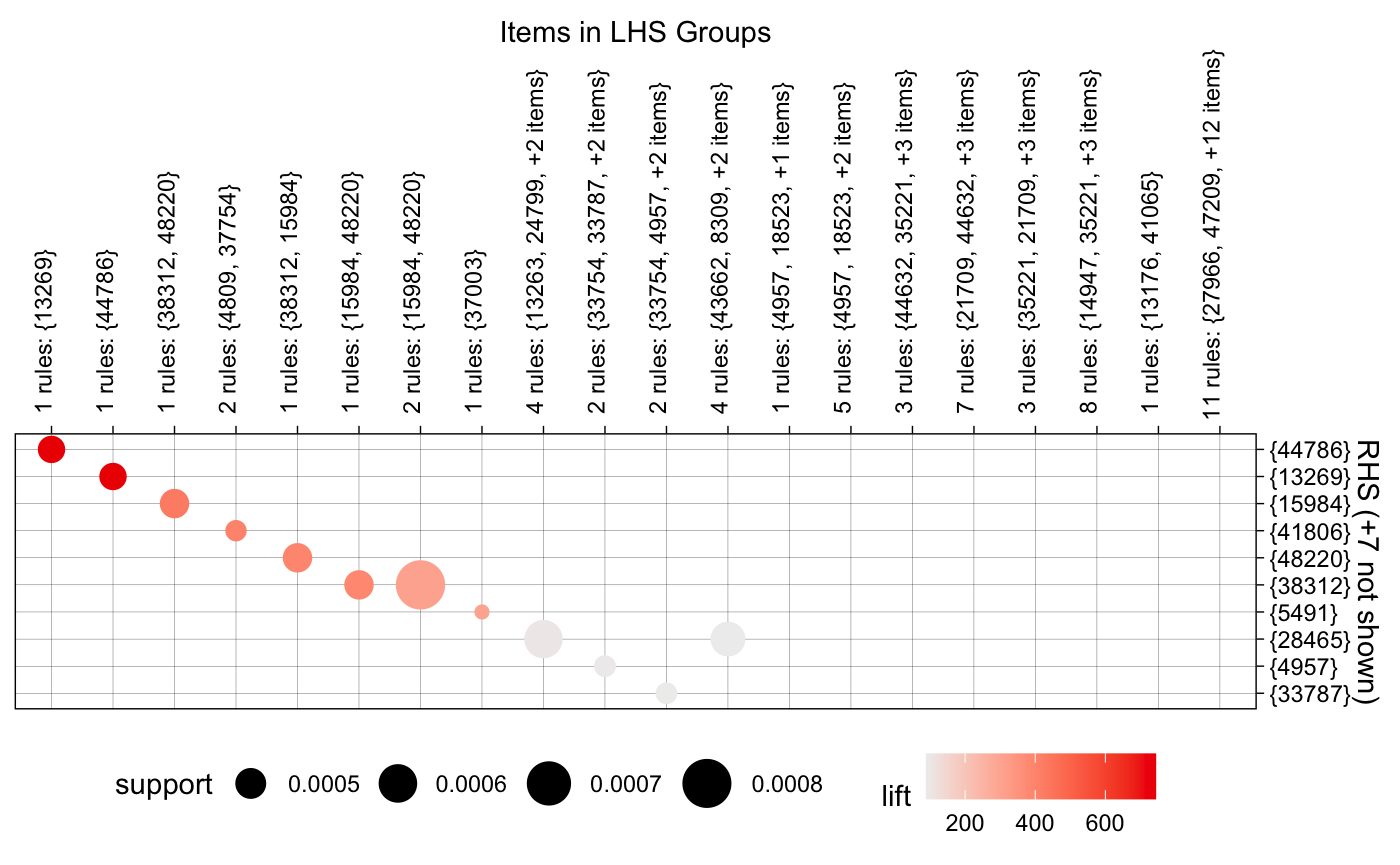 Items in LHS Groups
1 rules: {13269}
1 rules: {44786}
1 rules: {38312, 48220}
2 rules: {4809, 37754}
1 rules: {38312, 15984}
1 rules: {15984, 48220}
2 rules: {15984, 48220}
1 rules: {37003}
4 rules: {13263, 24799, +2 items}
2 rules: {33754, 33787, +2 items}
2 rules: {33754, 4957, +2 items}
4 rules: {43662, 8309, +2 items}
1 rules: {4957, 18523, +1 items}
5 rules: {4957, 18523, +2 items}
3 rules: {44632, 35221, +3 items}
7 rules: {21709, 44632, +3 items}
3 rules: {35221, 21709, +3 items}
8 rules: {14947, 35221, +3 items}
1 rules: {13176, 41065}
11 rules: {27966, 47209, +12 items}
{44786}
{13269}
{15984}
{41806}
{48220}
{38312}
{5491}
{28465}
{4957}
{33787}
RHS (+7 not shown)
support 0.0005 0.0006 0.0007 0.0008
lift
200 400 600